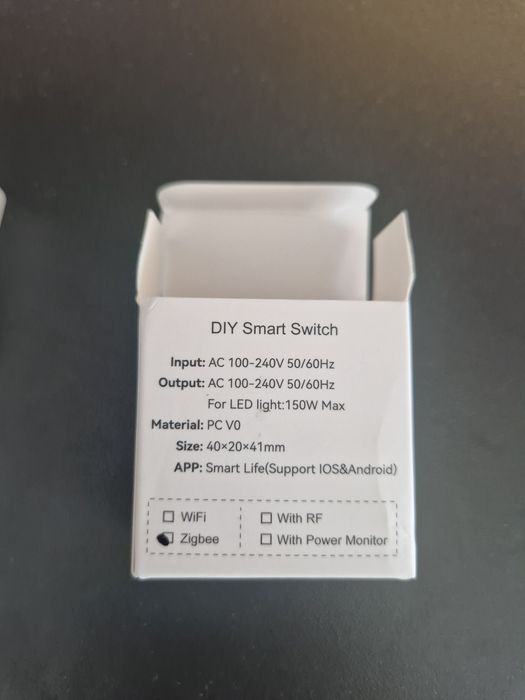 DIY Smart Switch
Input: AC 100-240V 50/60Hz
Output: AC 100-240V 50/60Hz
For LED light:150W Max
Material: PC V0
Size: 40×20×41mm
APP: Smart Life(Support IOS&Android)
WiFi
With RF
Zigbee
With Power Monitor